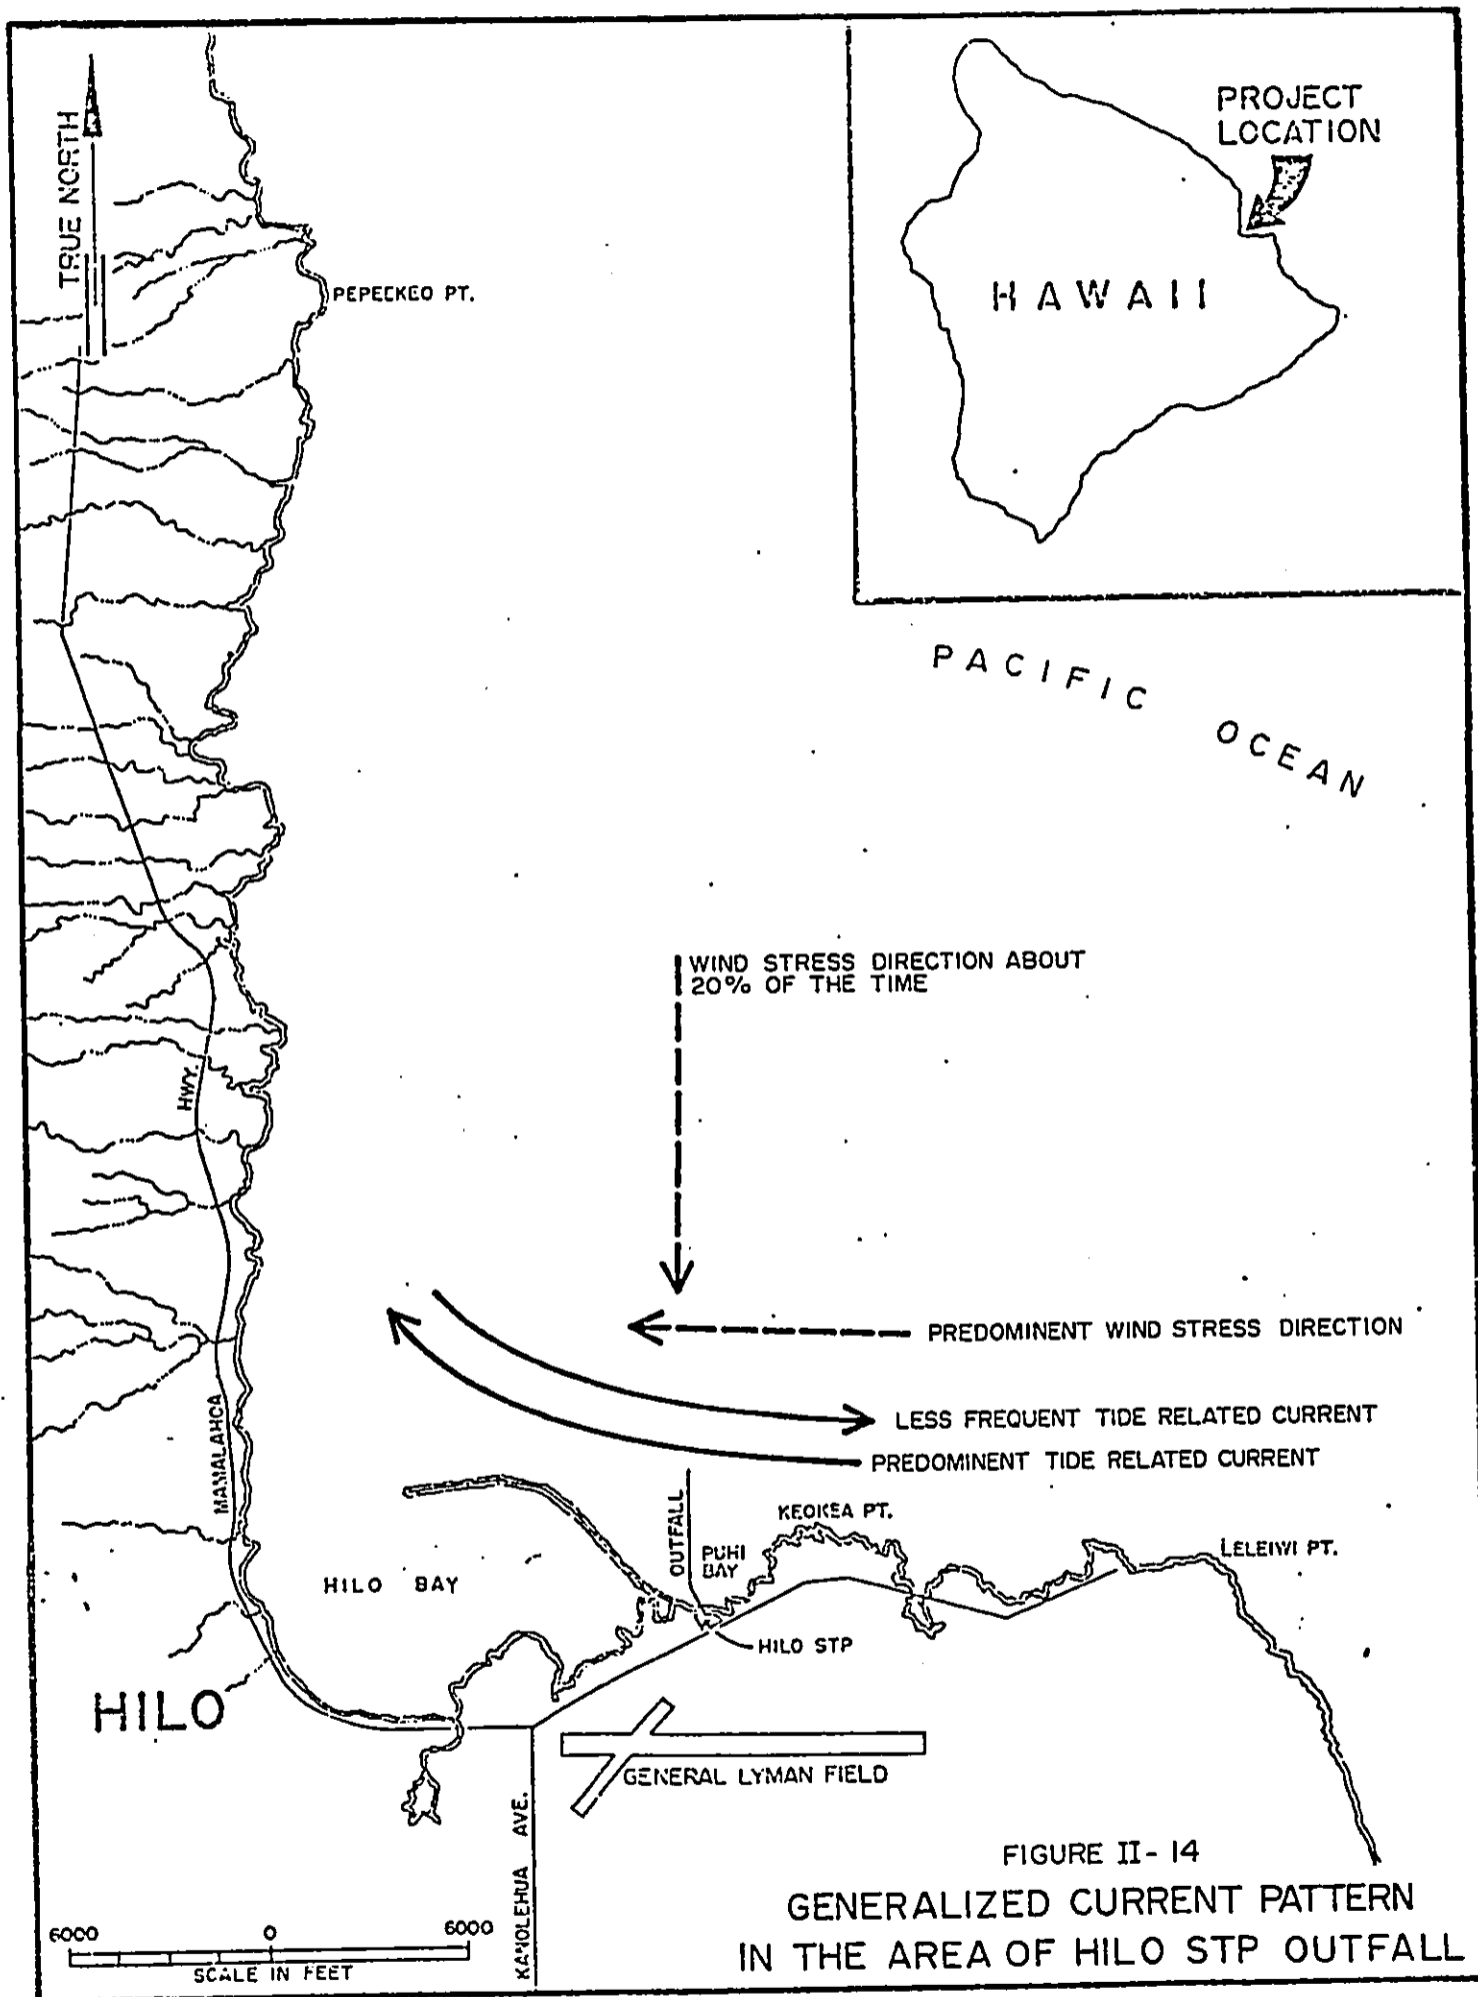 TRUE NORTH
PROJECT
LOCATION
HAWAII
PEPEEKEO PT.
PACIFIC OCEAN
WIND STRESS DIRECTION ABOUT
20% OF THE TIME
HWY.
PREDOMINENT WIND STRESS DIRECTION
LESS FREQUENT TIDE RELATED CURRENT
PREDOMINENT TIDE RELATED CURRENT
MAMALAHOA
OUTFALL
KEOKEA PT.
PUHI
BAY
LELEIWI PT.
HILO BAY
HILO STP
HILO
GENERAL LYMAN FIELD
KANOLEHUA AVE.
FIGURE II-14
GENERALIZED CURRENT PATTERN
IN THE AREA OF HILO STP OUTFALL
6000 0 6000
SCALE IN FEET